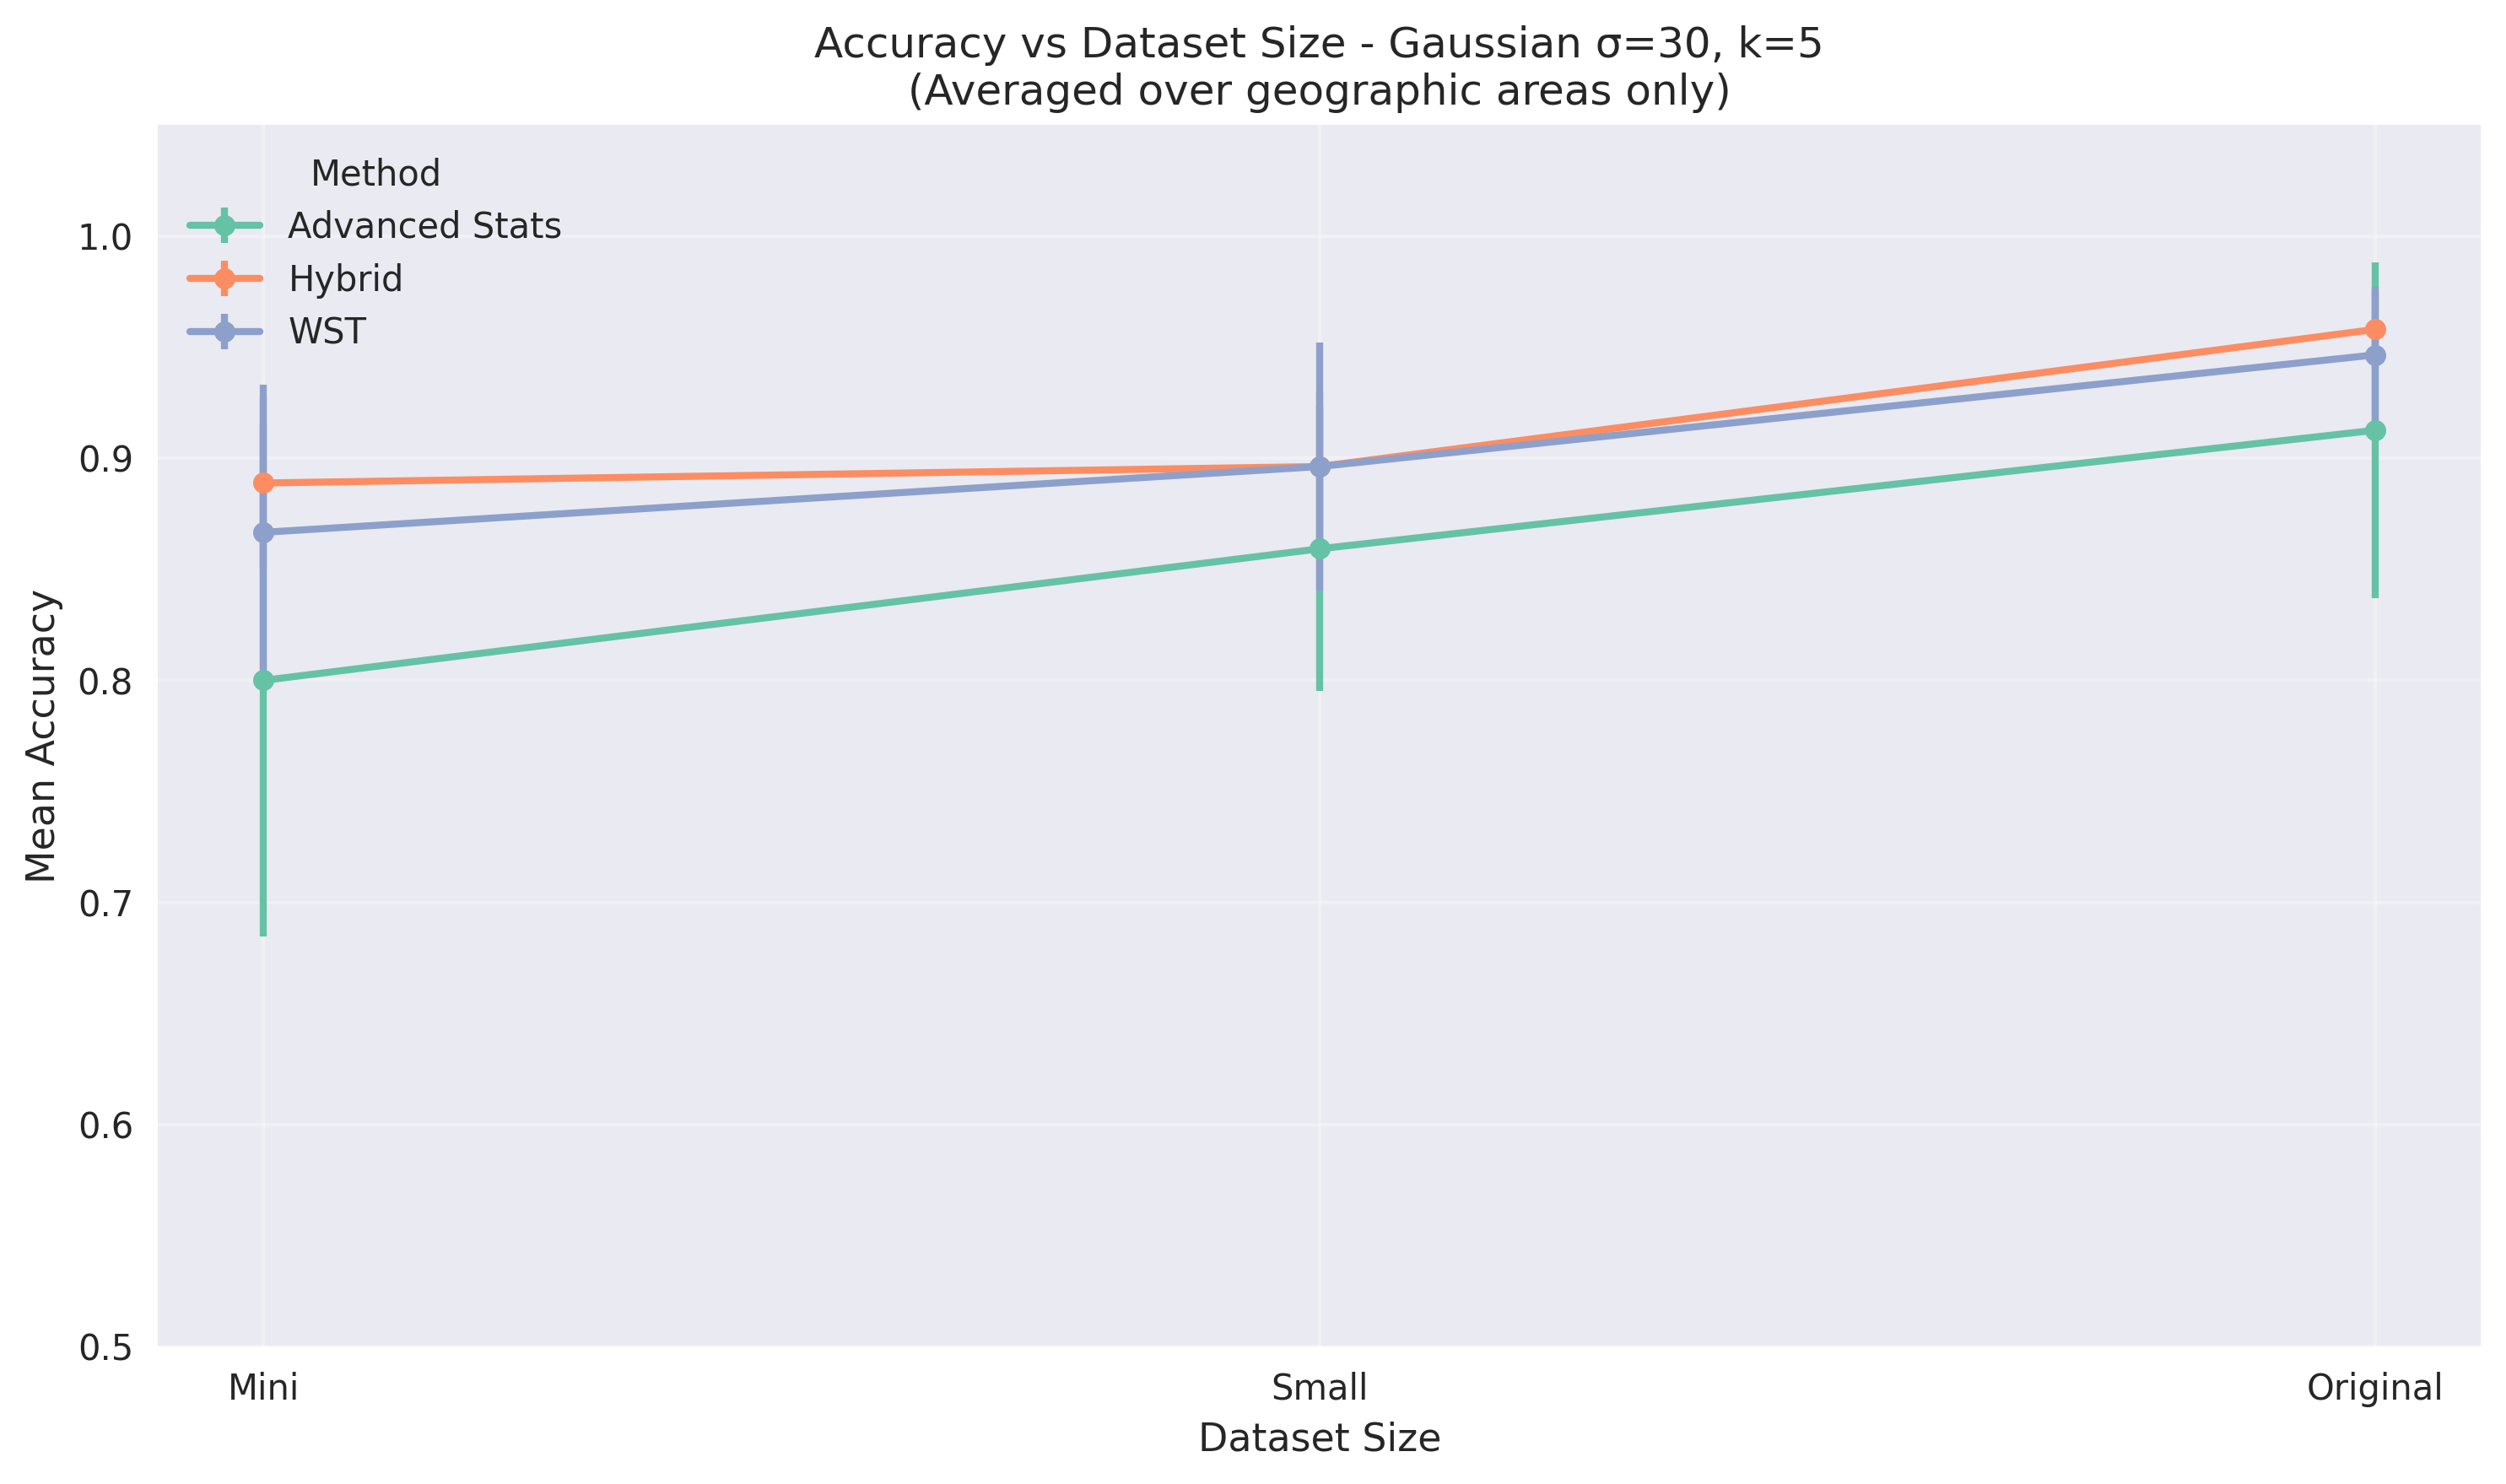 Accuracy vs Dataset Size - Gaussian σ=30, k=5
(Averaged over geographic areas only)
Method
Advanced Stats
Hybrid
WST
1.0
0.9
0.8
0.7
0.6
0.5
Mean Accuracy
Mini
Small
Original
Dataset Size